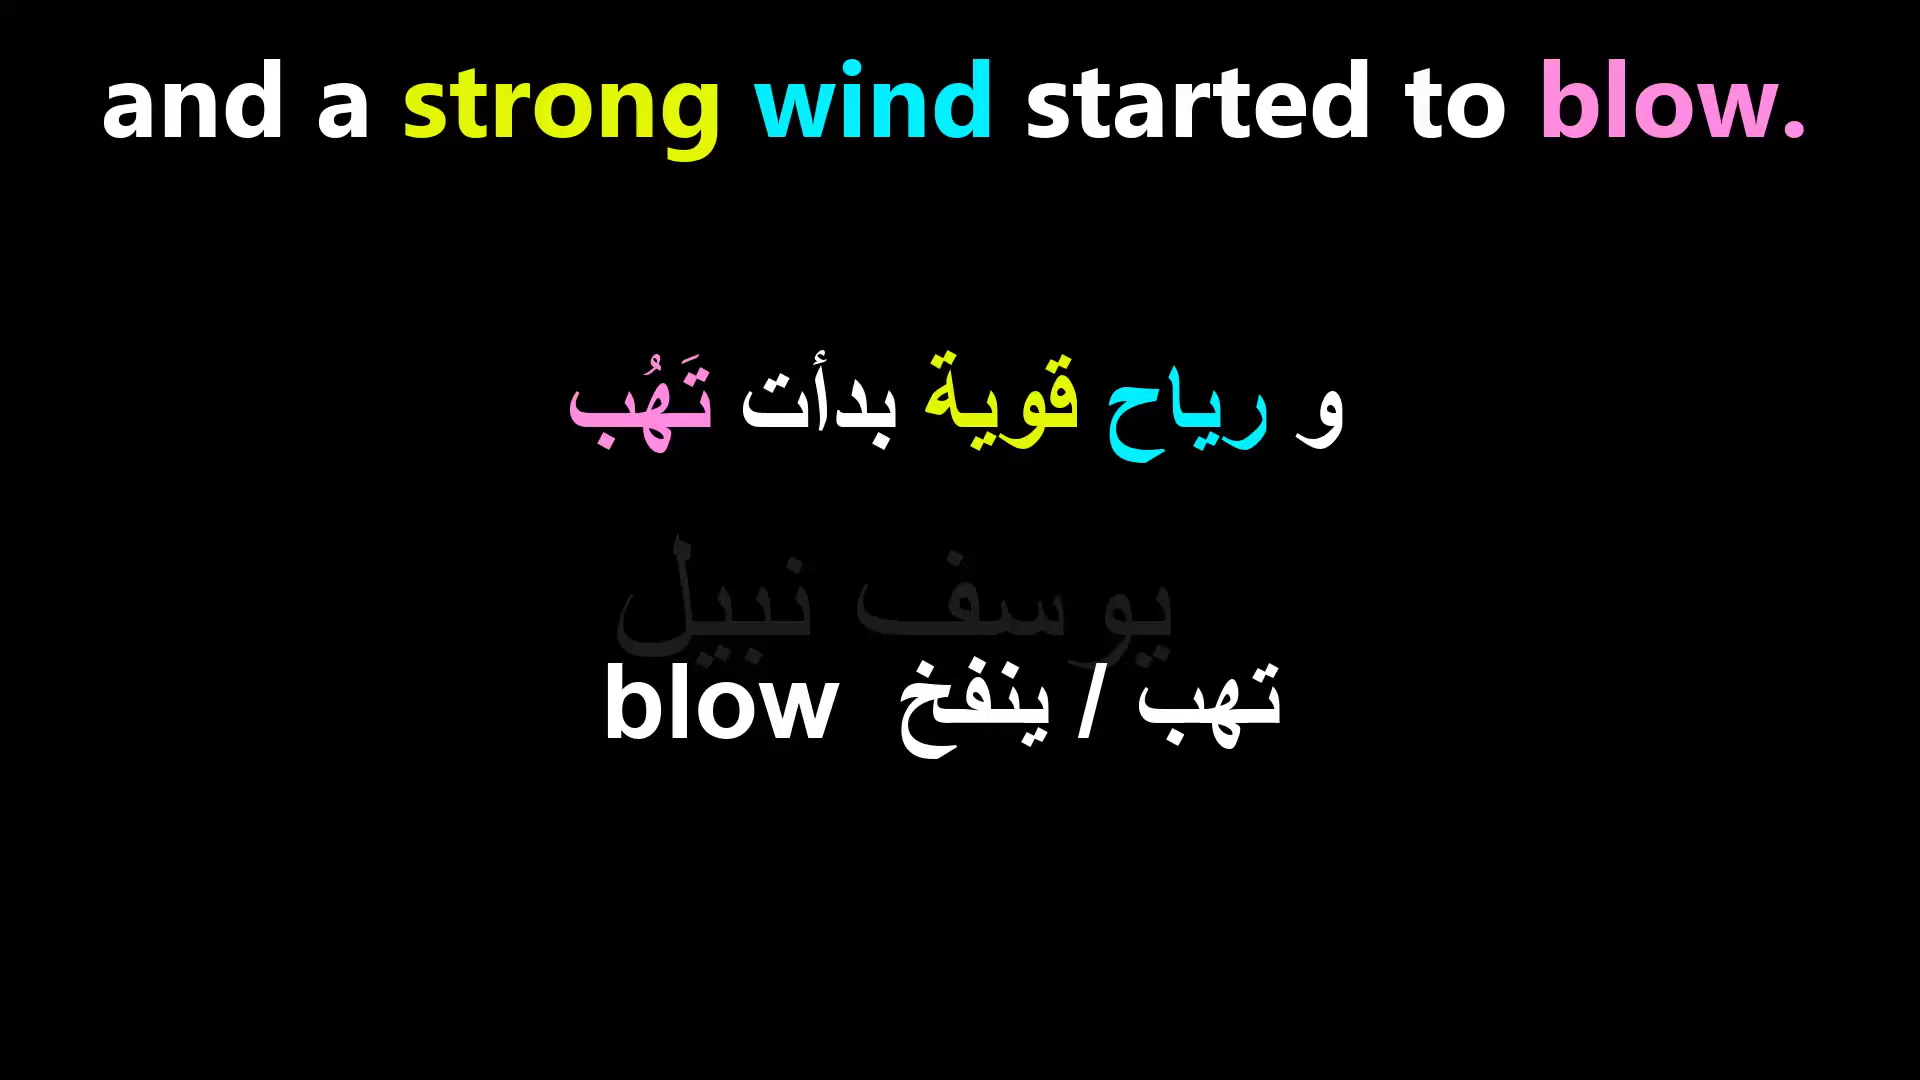 and a strong wind started to blow.
و رياح قوية بدأت تَهُب
يوسف نبيل
blow تهب / ينفخ